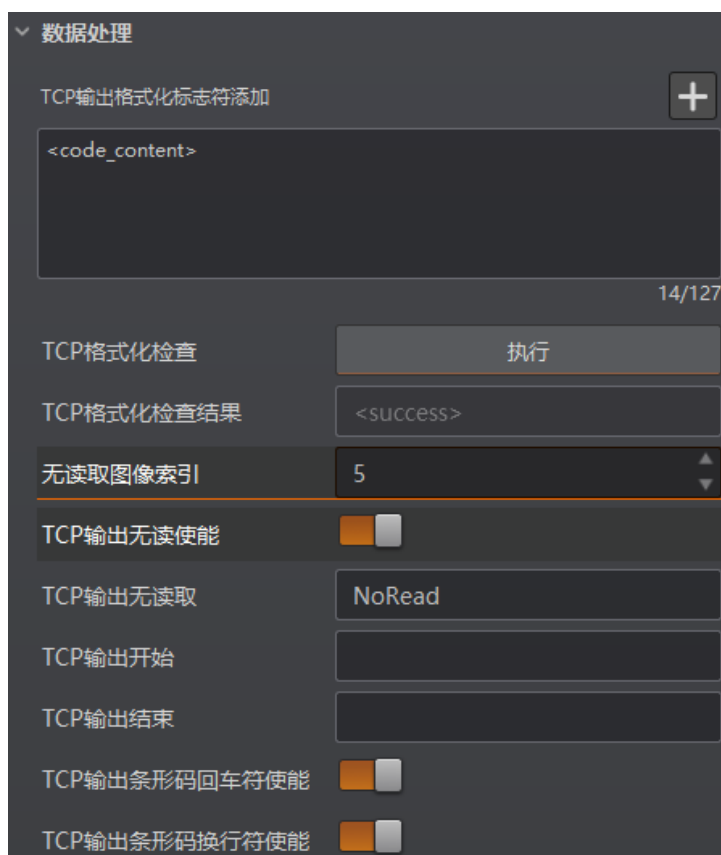 数据处理
TCP输出格式化标志符添加
<code_content>
14/127
TCP格式化检查 执行
TCP格式化检查结果 <success>
无读取图像索引 5
TCP输出无读使能
TCP输出无读取 NoRead
TCP输出开始
TCP输出结束
TCP输出条形码回车符使能
TCP输出条形码换行符使能